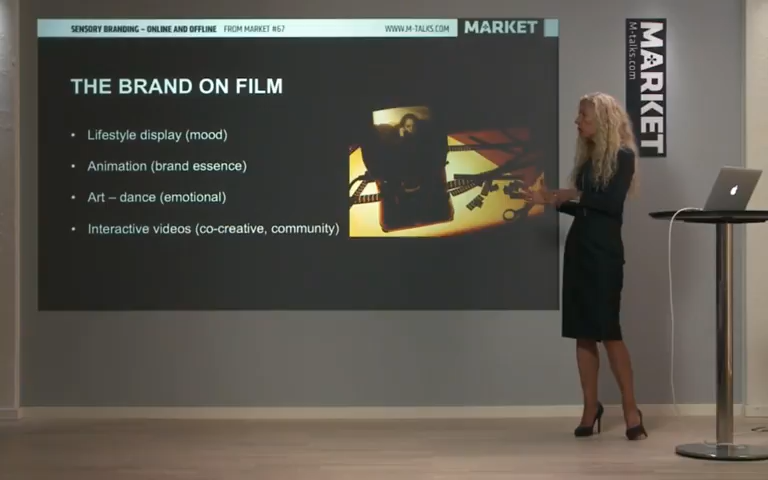 SENSORY BRANDING – ONLINE AND OFFLINE FROM MARKET #67
WWW.M-TALKS.COM
MARKET
THE BRAND ON FILM
• Lifestyle display (mood)
• Animation (brand essence)
• Art – dance (emotional)
• Interactive videos (co-creative, community)
MARKET
M-talks.com